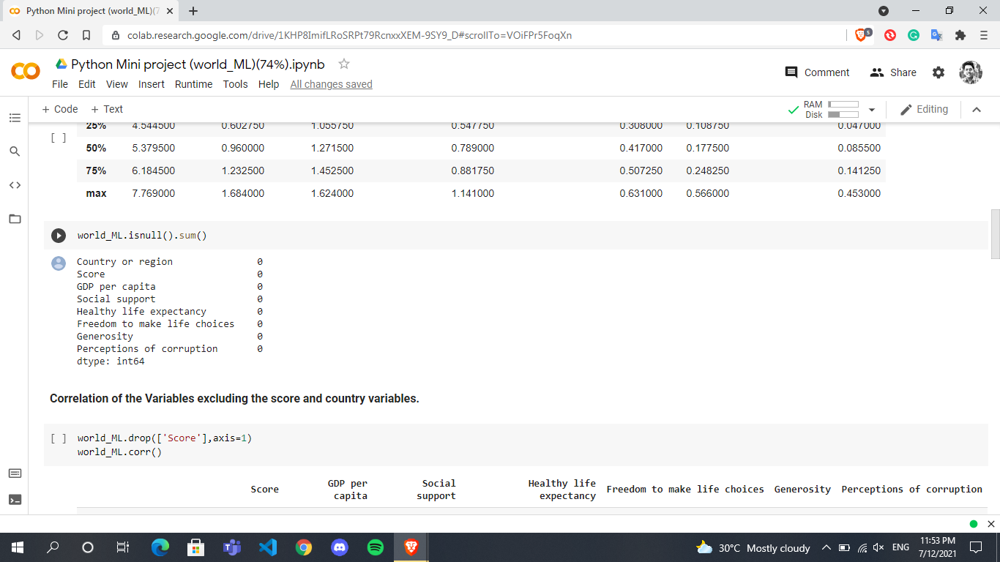 Python Mini project (world_ML)(7
colab.research.google.com/drive/1KHP8ImifLRoSRPt79RcnxxXEM-9SY9_D#scrollTo=VOiFPr5FoqXn
5
Python Mini project (world_ML)(74%).ipynb
Comment
Share
File Edit View Insert Runtime Tools Help All changes saved
+ Code + Text
RAM
Disk
Editing
25% 4.544500 0.602750 1.055750 0.547750 0.308000 0.108750 0.047000
[ ]
50% 5.379500 0.960000 1.271500 0.789000 0.417000 0.177500 0.085500
75% 6.184500 1.232500 1.452500 0.881750 0.507250 0.248250 0.141250
max 7.769000 1.684000 1.624000 1.141000 0.631000 0.566000 0.453000
world_ML.isnull().sum()
Country or region 0
Score 0
GDP per capita 0
Social support 0
Healthy life expectancy 0
Freedom to make life choices 0
Generosity 0
Perceptions of corruption 0
dtype: int64
Correlation of the Variables excluding the score and country variables.
[ ] world_ML.drop(['Score'],axis=1)
world_ML.corr()
Score GDP per capita Social support Healthy life expectancy Freedom to make life choices Generosity Perceptions of corruption
30°C Mostly cloudy
ENG
11:53 PM
7/12/2021